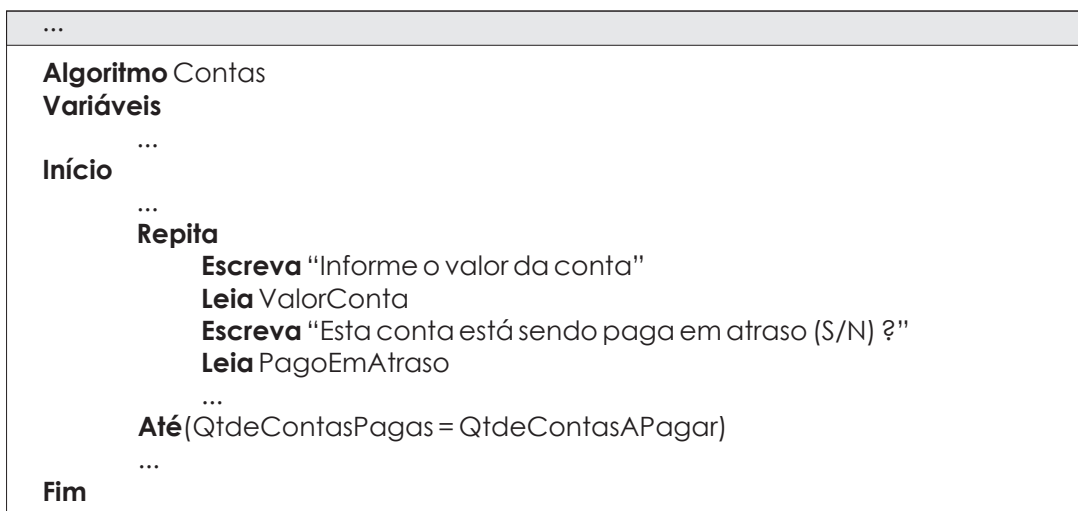 ...
Algoritmo Contas
Variáveis
...
Início
...
Repita
Escreva “Informe o valor da conta”
Leia ValorConta
Escreva “Esta conta está sendo paga em atraso (S/N) ?”
Leia PagoEmAtraso
...
Até(QtdeContasPagas = QtdeContasAPagar)
...
Fim